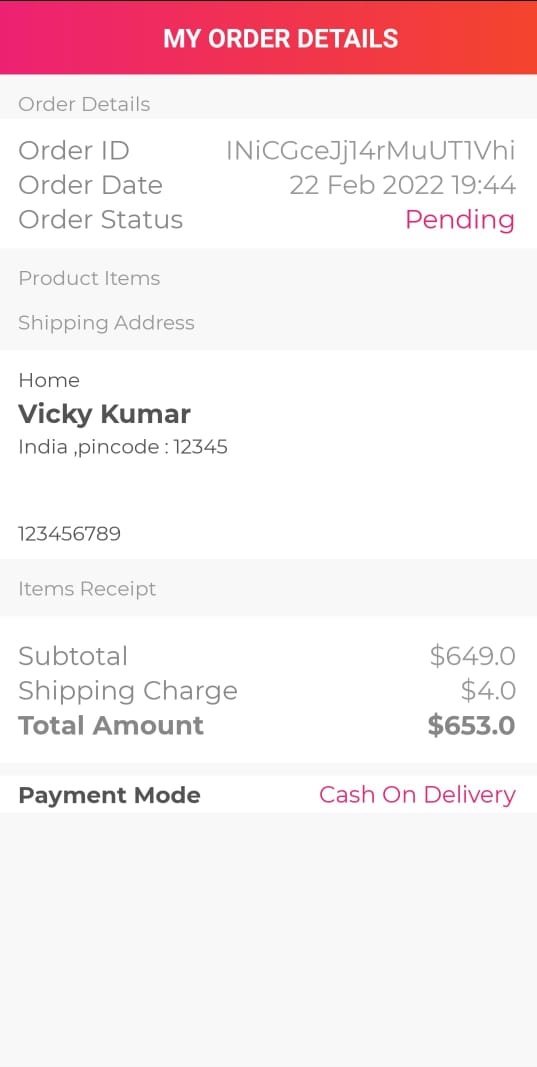 MY ORDER DETAILS
Order Details
Order ID INiCGceJj14rMuUT1Vhi
Order Date 22 Feb 2022 19:44
Order Status Pending
Product Items
Shipping Address
Home
Vicky Kumar
India ,pincode : 12345
123456789
Items Receipt
Subtotal $649.0
Shipping Charge $4.0
Total Amount $653.0
Payment Mode Cash On Delivery